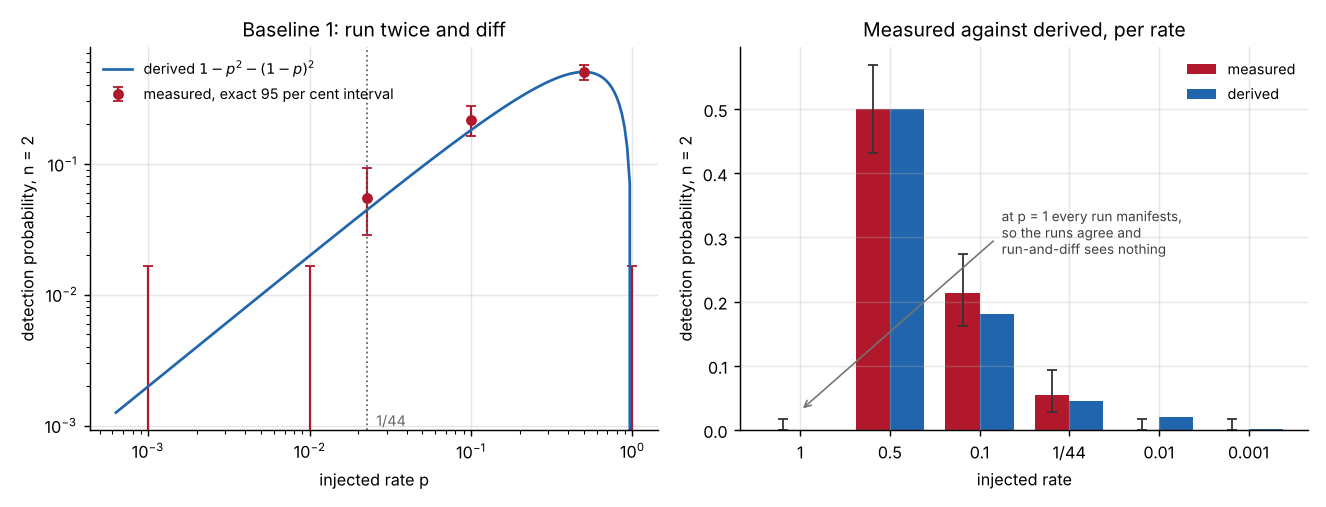 Baseline 1: run twice and diff
derived 1 − p² − (1 − p)²
measured, exact 95 per cent interval
detection probability, n = 2
10⁻¹
10⁻²
10⁻³
1/44
10⁻³
10⁻²
10⁻¹
10⁰
injected rate p
Measured against derived, per rate
measured
derived
at p = 1 every run manifests,
so the runs agree and
run-and-diff sees nothing
detection probability, n = 2
0.5
0.4
0.3
0.2
0.1
0.0
1
0.5
0.1
1/44
0.01
0.001
injected rate